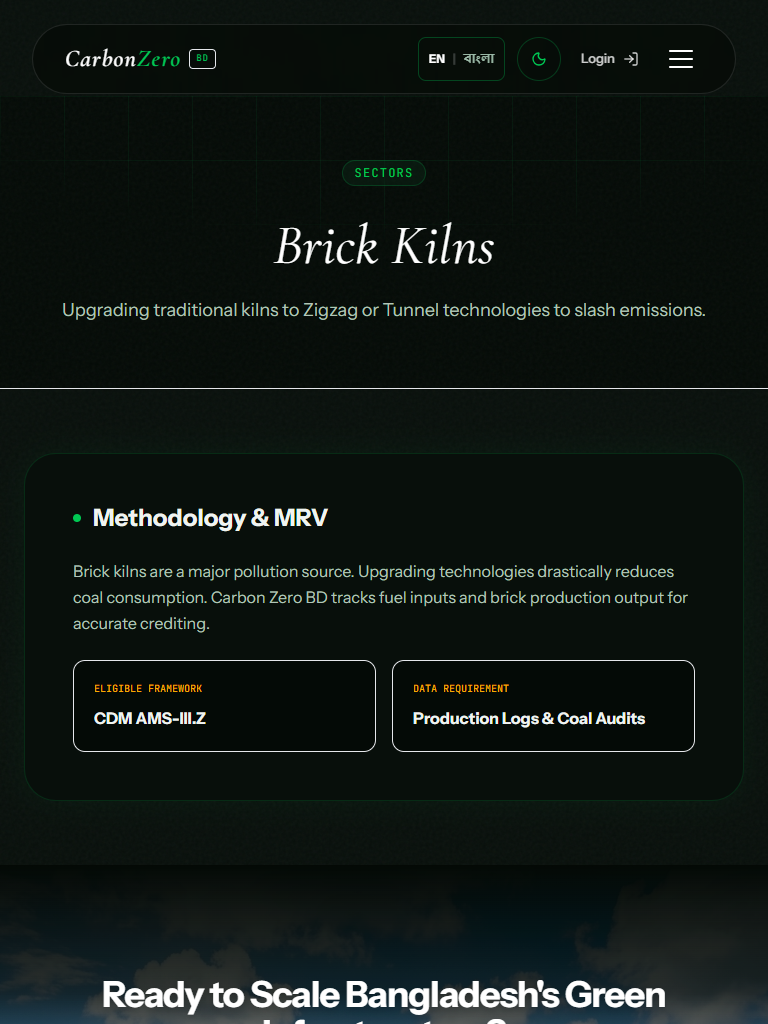 CarbonZero BD
EN | বাংলা
Login
SECTORS
Brick Kilns
Upgrading traditional kilns to Zigzag or Tunnel technologies to slash emissions.
Methodology & MRV
Brick kilns are a major pollution source. Upgrading technologies drastically reduces
coal consumption. Carbon Zero BD tracks fuel inputs and brick production output for
accurate crediting.
ELIGIBLE FRAMEWORK
CDM AMS-III.Z
DATA REQUIREMENT
Production Logs & Coal Audits
Ready to Scale Bangladesh's Green